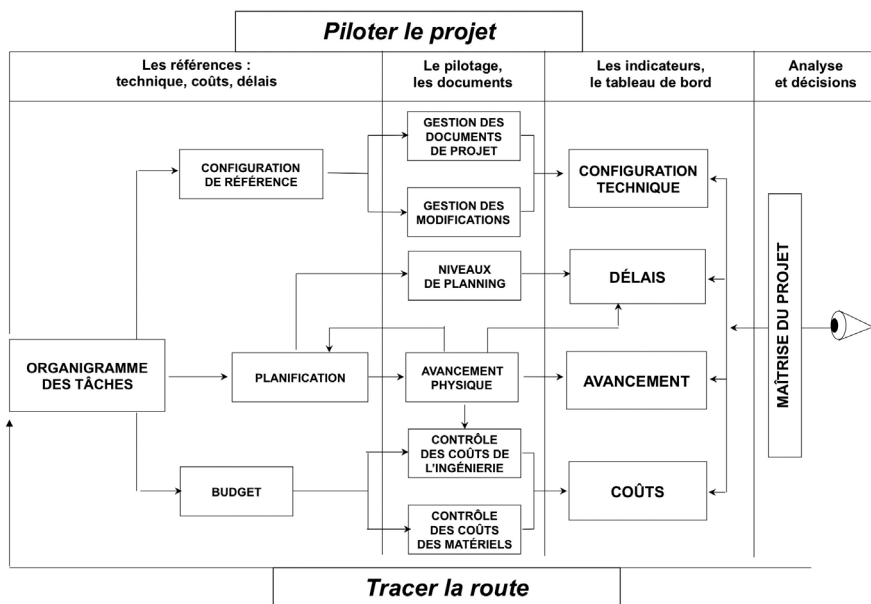 Piloter le projet
Les références :
technique, coûts, délais
Le pilotage,
les documents
Les indicateurs,
le tableau de bord
Analyse
et décisions
GESTION DES
DOCUMENTS
DE PROJET
CONFIGURATION
DE RÉFÉRENCE
CONFIGURATION
TECHNIQUE
GESTION DES
MODIFICATIONS
NIVEAUX
DE PLANNING
DÉLAIS
MAÎTRISE DU PROJET
ORGANIGRAMME
DES TÂCHES
PLANIFICATION
AVANCEMENT
PHYSIQUE
AVANCEMENT
CONTRÔLE
DES COÛTS DE
L'INGÉNIERIE
BUDGET
COÛTS
CONTRÔLE
DES COÛTS
DES MATÉRIELS
Tracer la route